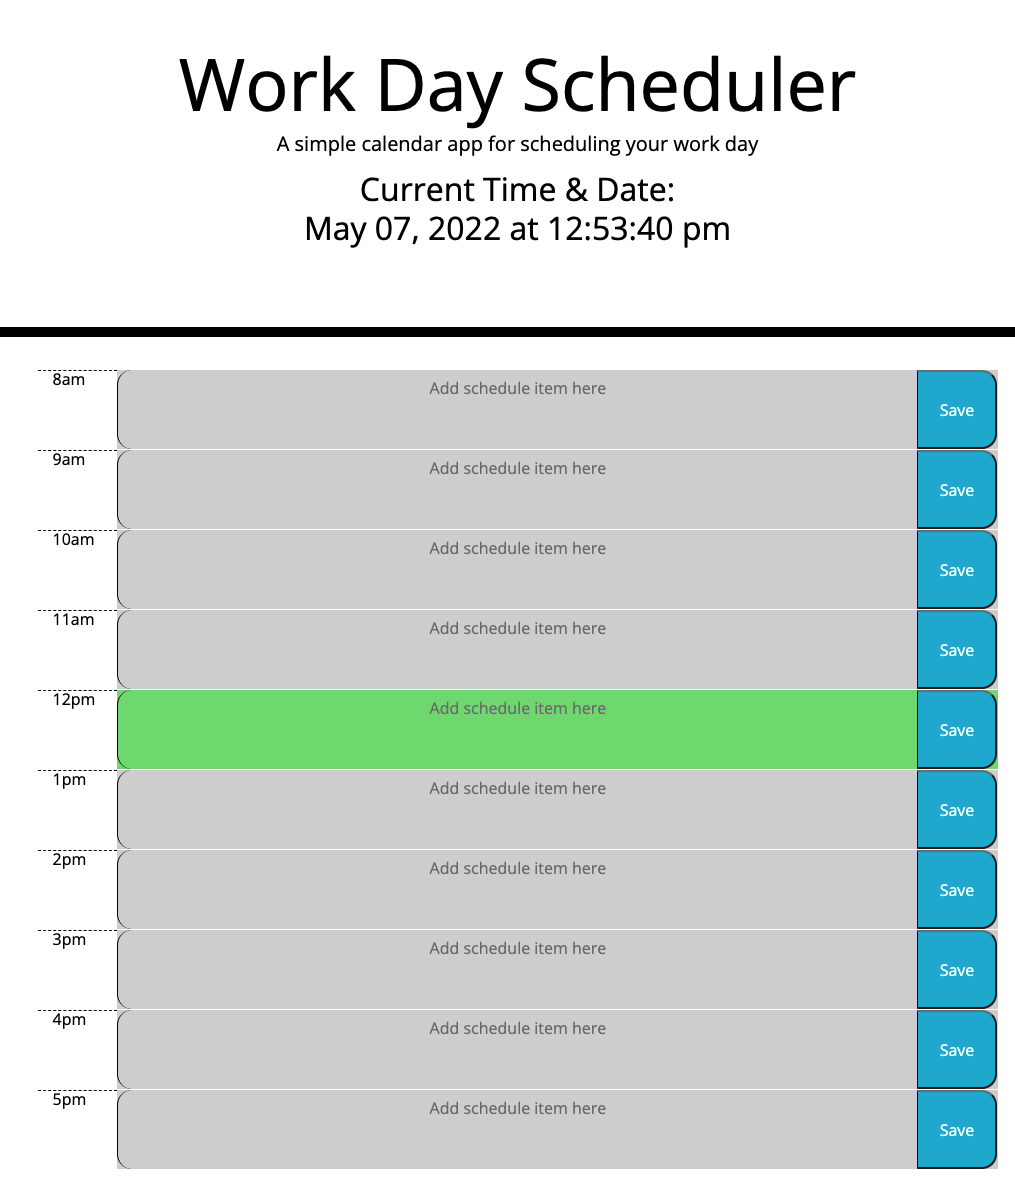 Work Day Scheduler
A simple calendar app for scheduling your work day
Current Time & Date:
May 07, 2022 at 12:53:40 pm
8am Add schedule item here Save
9am Add schedule item here Save
10am Add schedule item here Save
11am Add schedule item here Save
12pm Add schedule item here Save
1pm Add schedule item here Save
2pm Add schedule item here Save
3pm Add schedule item here Save
4pm Add schedule item here Save
5pm Add schedule item here Save